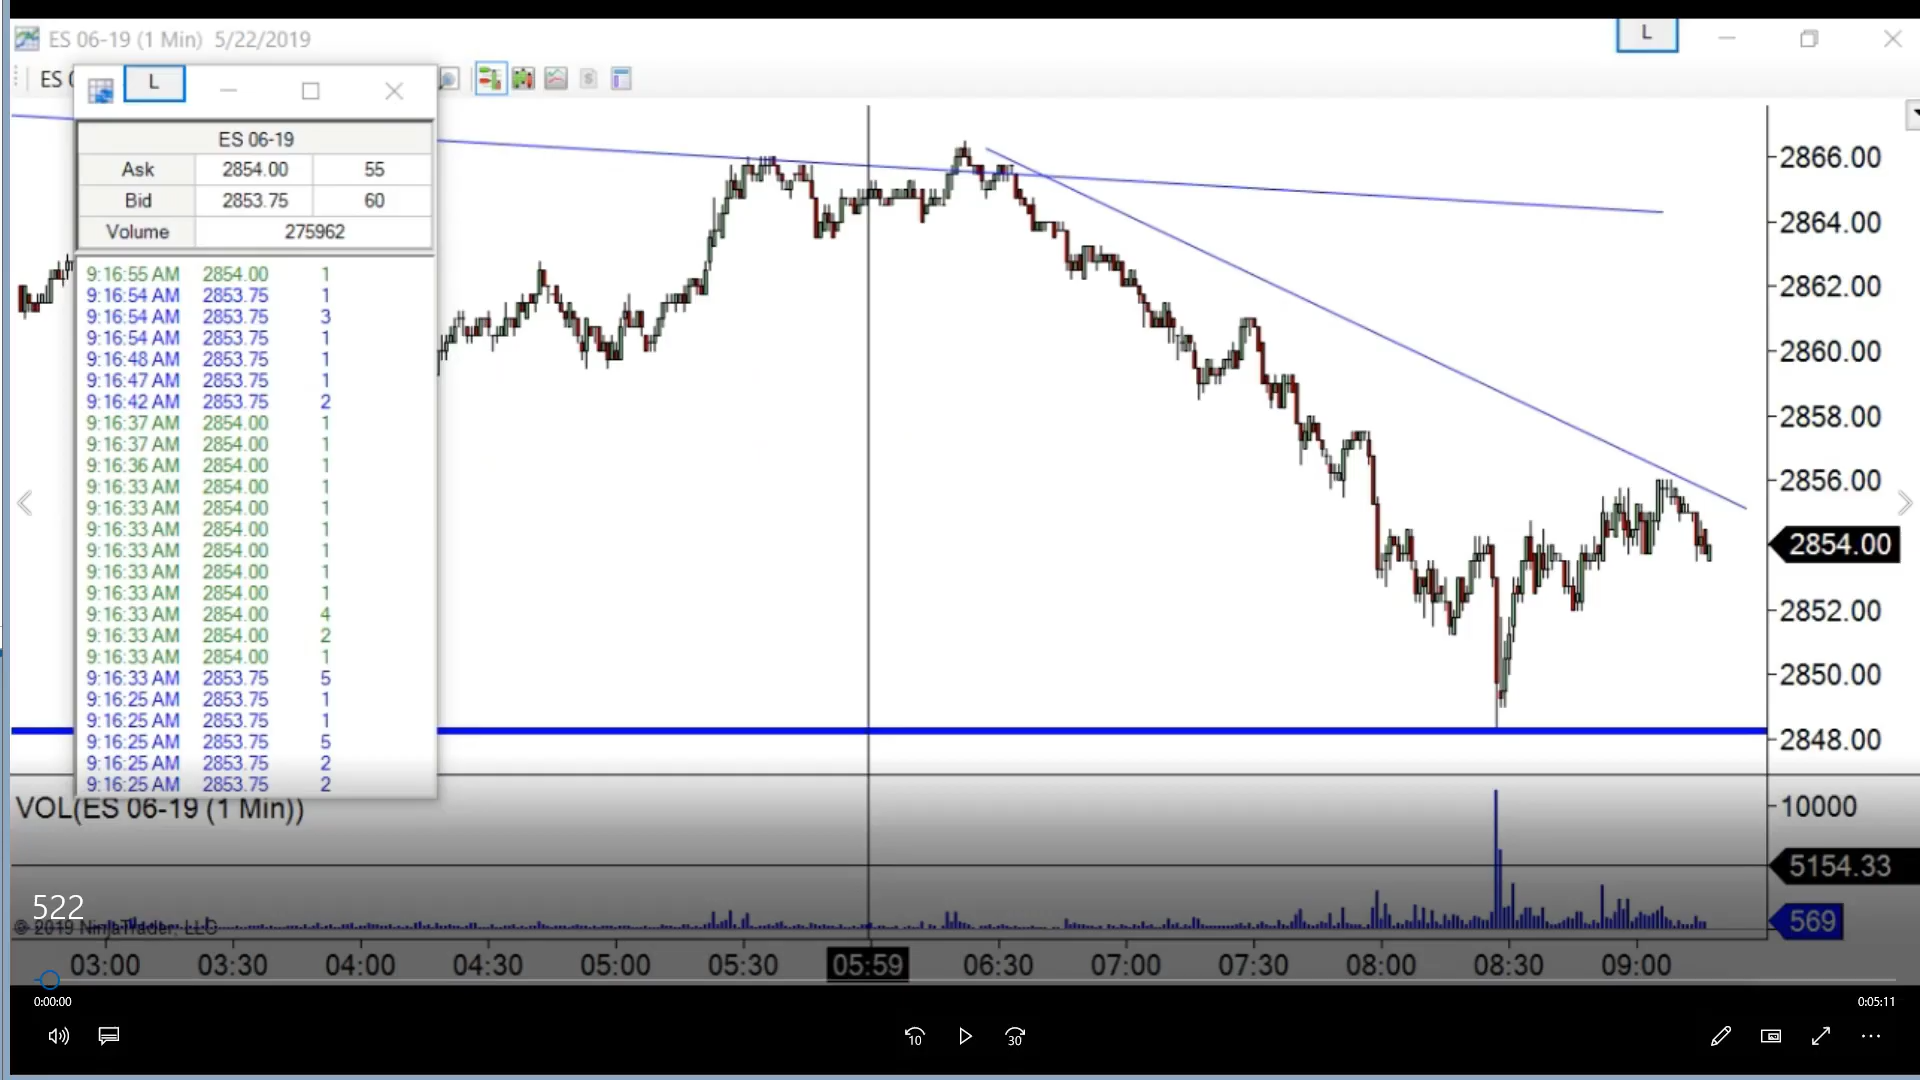 ES 06-19 (1 Min) 5/22/2019
L
L
ES 06-19
Ask 2854.00 55
Bid 2853.75 60
Volume 275962
9:16:55 AM 2854.00 1
9:16:54 AM 2853.75 1
9:16:54 AM 2853.75 3
9:16:54 AM 2853.75 1
9:16:48 AM 2853.75 1
9:16:47 AM 2853.75 1
9:16:42 AM 2853.75 2
9:16:37 AM 2854.00 1
9:16:37 AM 2854.00 1
9:16:36 AM 2854.00 1
9:16:33 AM 2854.00 1
9:16:33 AM 2854.00 1
9:16:33 AM 2854.00 1
9:16:33 AM 2854.00 1
9:16:33 AM 2854.00 1
9:16:33 AM 2854.00 1
9:16:33 AM 2854.00 4
9:16:33 AM 2854.00 2
9:16:33 AM 2854.00 1
9:16:33 AM 2853.75 5
9:16:25 AM 2853.75 1
9:16:25 AM 2853.75 1
9:16:25 AM 2853.75 5
9:16:25 AM 2853.75 2
9:16:25 AM 2853.75 2
2866.00
2864.00
2862.00
2860.00
2858.00
2856.00
2854.00
2852.00
2850.00
2848.00
VOL(ES 06-19 (1 Min))
10000
5154.33
569
522
© 2019 NinjaTrader, LLC
03:00 03:30 04:00 04:30 05:00 05:30 05:59 06:30 07:00 07:30 08:00 08:30 09:00
0:00:00 0:05:11
10 30